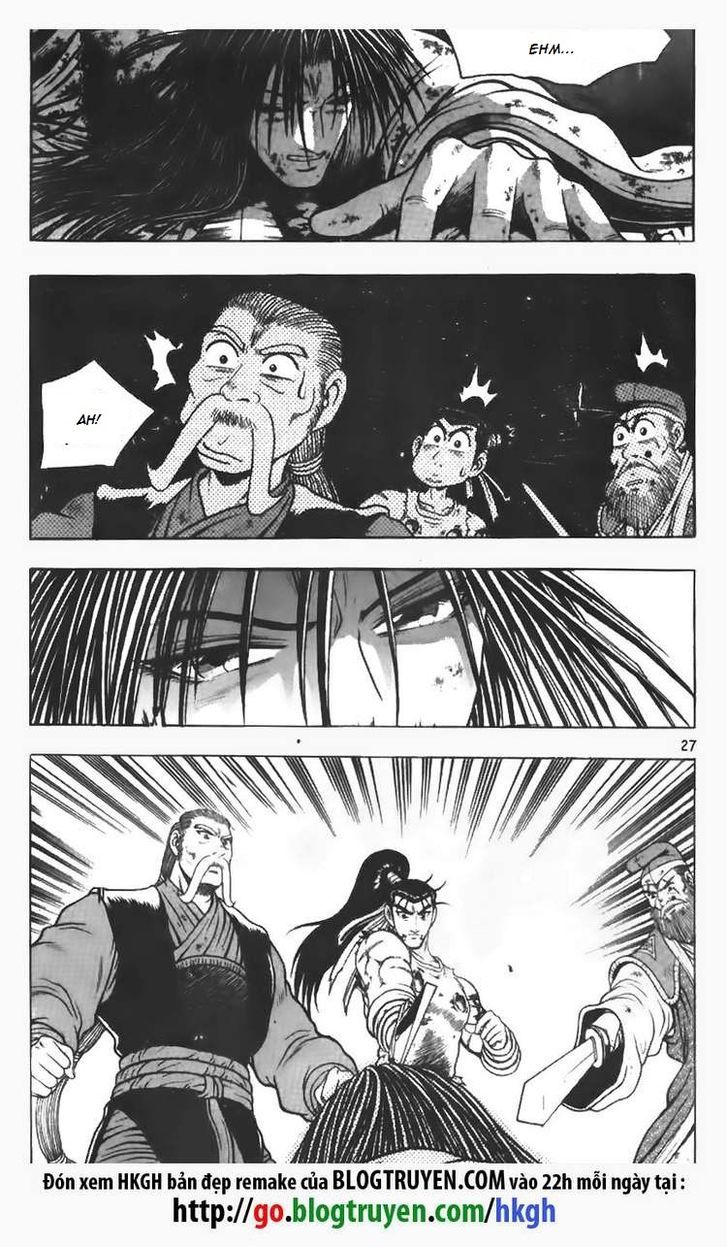 EHM...
AH!
27
Đón xem HKGH bản đẹp remake của BLOGTRUYEN.COM vào 22h mỗi ngày tại :
http://go.blogtruyen.com/hkgh